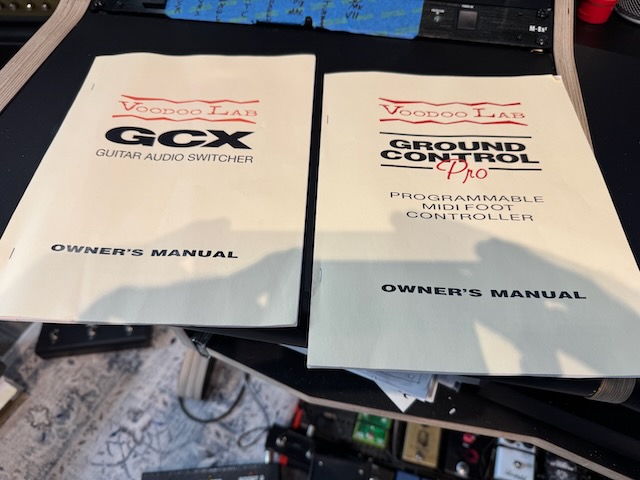 M-8x²
VOODOO LAB
GCX
GUITAR AUDIO SWITCHER
OWNER'S MANUAL
VOODOO LAB
GROUND
CONTROL
Pro
PROGRAMMABLE
MIDI FOOT
CONTROLLER
OWNER'S MANUAL